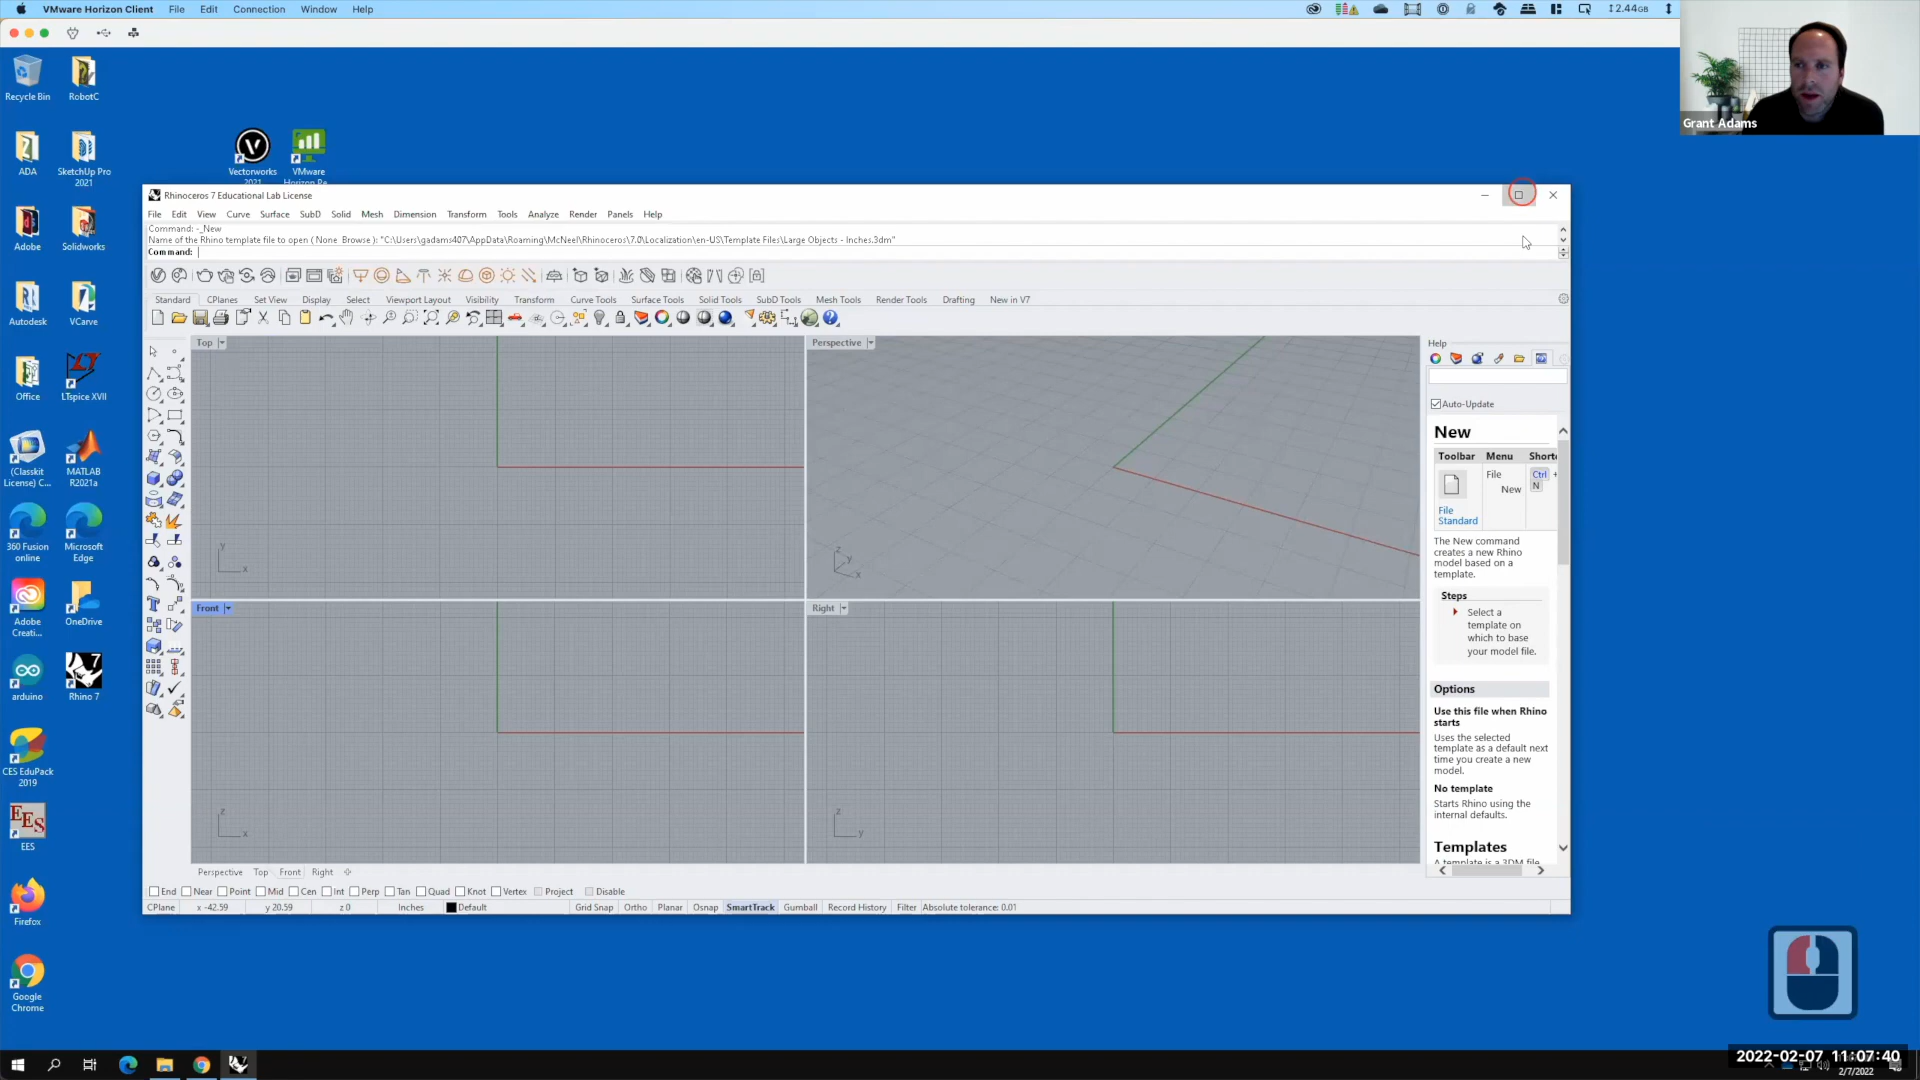 VMware Horizon Client File Edit Connection Window Help
2.44GB
Grant Adams
Recycle Bin
RobotC
ADA
SketchUp Pro
2021
Vectorworks
2021
VMware
Adobe
Solidworks
Autodesk
VCarve
Office
LTspice XVII
(Classkit
License) C...
MATLAB
R2021a
360 Fusion
online
Microsoft
Edge
Adobe
Creati...
OneDrive
arduino
Rhino 7
CES EduPack
2019
EES
Firefox
Google
Chrome
Rhinoceros 7 Educational Lab License
File Edit View Curve Surface SubD Solid Mesh Dimension Transform Tools Analyze Render Panels Help
Command: -_New
Name of the Rhino template file to open ( None Browse ): "C:\Users\gadams407\AppData\Roaming\McNeel\Rhinoceros\7.0\Localization\en-US\Template Files\Large Objects - Inches.3dm"
Command:
Standard CPlanes Set View Display Select Viewport Layout Visibility Transform Curve Tools Surface Tools Solid Tools SubD Tools Mesh Tools Render Tools Drafting New in V7
Top
Perspective
y
x
z
y
x
Front
Right
z
x
z
y
Help
Auto-Update
New
Toolbar Menu Shortc
File
New
Ctrl +
N
File
Standard
The New command
creates a new Rhino
model based on a
template.
Steps
Select a
template on
which to base
your model file.
Options
Use this file when Rhino
starts
Uses the selected
template as a default next
time you create a new
model.
No template
Starts Rhino using the
internal defaults.
Templates
A template is a 3DM file
Perspective Top Front Right
End Near Point Mid Cen Int Perp Tan Quad Knot Vertex Project Disable
CPlane x -42.59 y 20.59 z 0 Inches Default Grid Snap Ortho Planar Osnap SmartTrack Gumball Record History Filter Absolute tolerance: 0.01
2022-02-07 11:07:40
2/7/2022